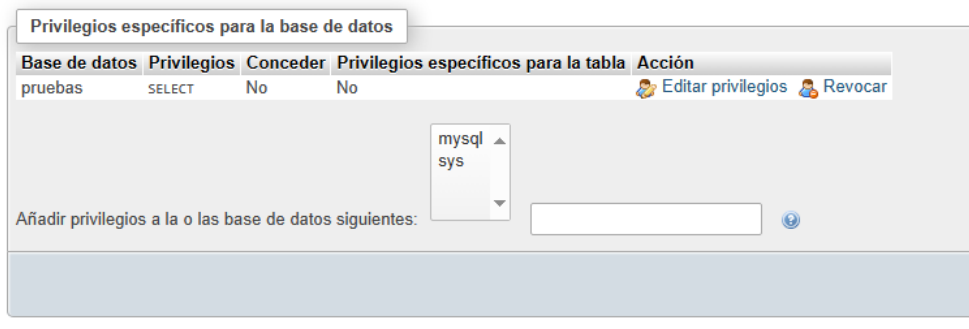 Privilegios específicos para la base de datos
Base de datos Privilegios Conceder Privilegios específicos para la tabla Acción
pruebas SELECT No No Editar privilegios Revocar
mysql
sys
Añadir privilegios a la o las base de datos siguientes: